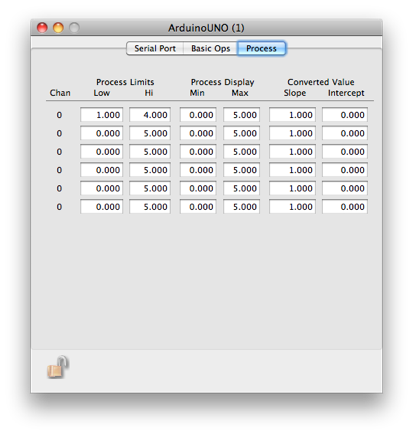 ArduinoUNO (1)
Serial Port Basic Ops Process
Process Limits Process Display Converted Value
Chan Low Hi Min Max Slope Intercept
0 1.000 4.000 0.000 5.000 1.000 0.000
0 0.000 5.000 0.000 5.000 1.000 0.000
0 0.000 5.000 0.000 5.000 1.000 0.000
0 0.000 5.000 0.000 5.000 1.000 0.000
0 0.000 5.000 0.000 5.000 1.000 0.000
0 0.000 5.000 0.000 5.000 1.000 0.000